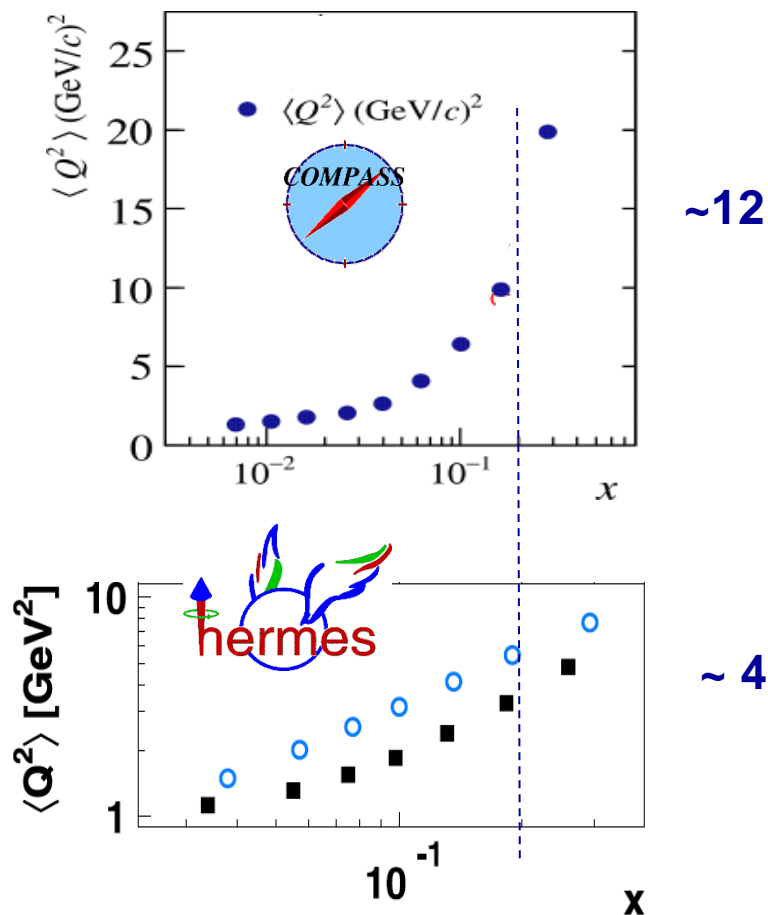 25
20
15
10
5
0
⟨Q²⟩ (GeV/c)²
⟨Q²⟩ (GeV/c)²
COMPASS
~12
10⁻²
10⁻¹
x
hermes
10
1
⟨Q²⟩ [GeV²]
~ 4
10⁻¹
x